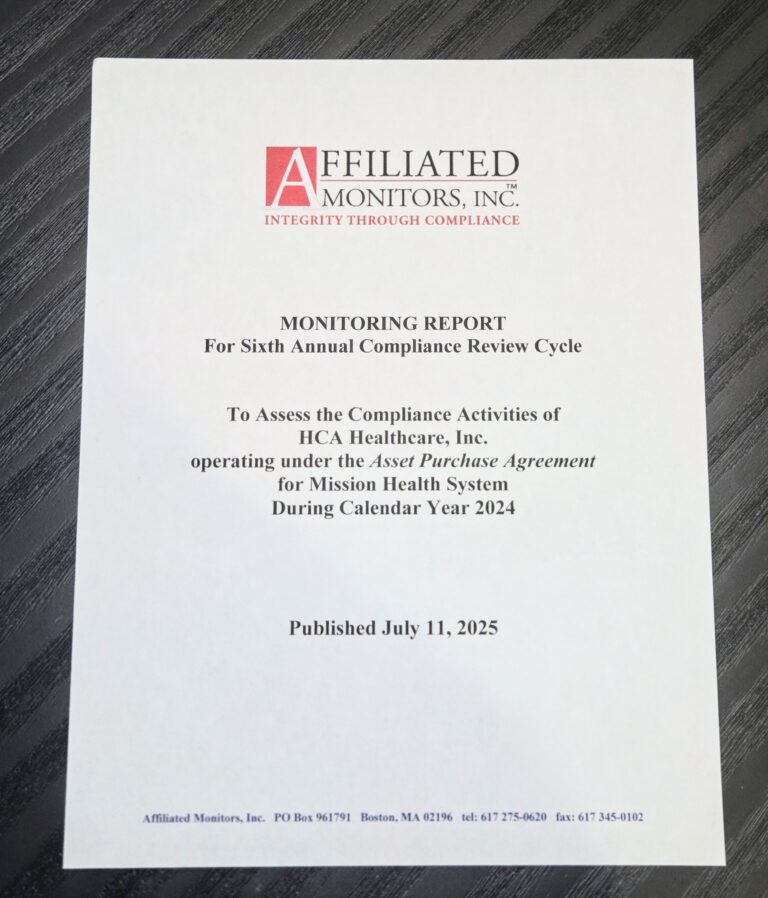 AFFILIATED
MONITORS, INC.™
INTEGRITY THROUGH COMPLIANCE
MONITORING REPORT
For Sixth Annual Compliance Review Cycle
To Assess the Compliance Activities of
HCA Healthcare, Inc.
operating under the Asset Purchase Agreement
for Mission Health System
During Calendar Year 2024
Published July 11, 2025
Affiliated Monitors, Inc. PO Box 961791 Boston, MA 02196 tel: 617 275-0620 fax: 617 345-0102